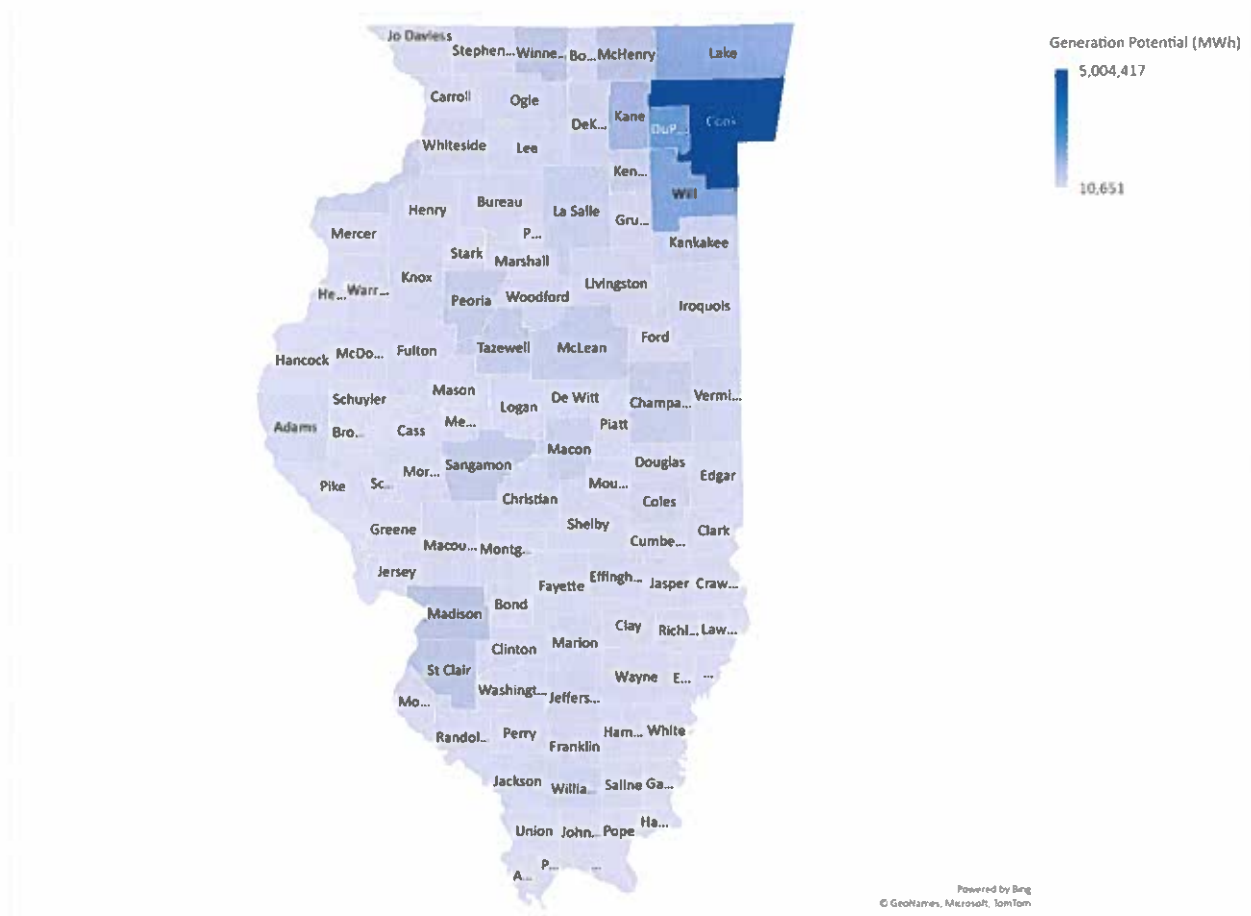 Generation Potential (MWh)
5,004,417
10,651
Jo Daviess
Stephen...
Winne...
Bo...
McHenry
Lake
Carroll
Ogle
DeK...
Kane
DuP...
Cook
Whiteside
Lee
Ken...
Will
Henry
Bureau
La Salle
Gru...
Mercer
P...
Kankakee
Stark
Marshall
Knox
Livingston
He...
Warr...
Peoria
Woodford
Iroquois
Ford
Hancock
McDo...
Fulton
Tazewell
McLean
Schuyler
Mason
Logan
De Witt
Champa...
Vermi...
Adams
Bro...
Cass
Me...
Piatt
Macon
Pike
Sc...
Mor...
Sangamon
Mou...
Douglas
Edgar
Christian
Coles
Greene
Macou...
Montg...
Shelby
Cumbe...
Clark
Jersey
Fayette
Effingh...
Jasper
Craw...
Madison
Bond
Clay
Richl...
Law...
Clinton
Marion
St Clair
Washingt...
Jeffers...
Wayne
E...
...
Mo...
Randol...
Perry
Franklin
Ham...
White
Jackson
Willia...
Saline
Ga...
Union
John...
Pope
Ha...
A...
P...
...
Powered by Bing
© GeoNames, Microsoft, TomTom